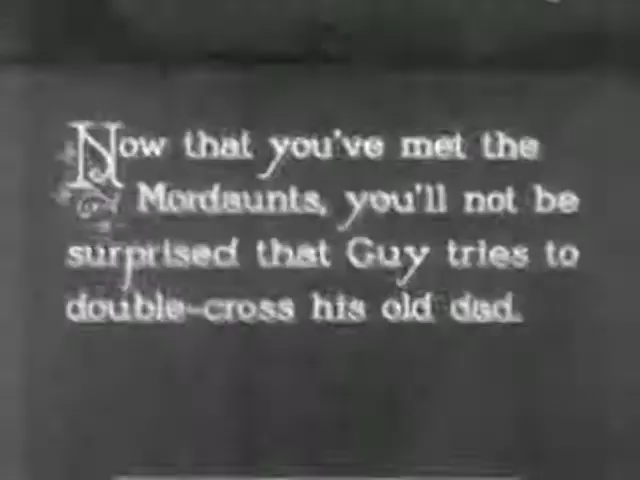 Now that you've met the
Mordaunts, you'll not be
surprised that Guy tries to
double-cross his old dad.